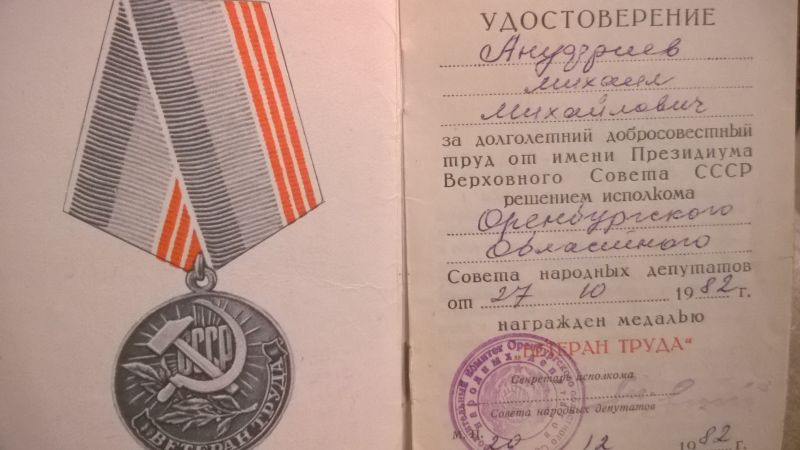 СССР
ВЕТЕРАН ТРУДА
УДОСТОВЕРЕНИЕ
Анудриев
Михаил
Михайлович
за долголетний добросовестный
труд от имени Президиума
Верховного Совета СССР
решением исполкома
Оренбургского
Областного
Совета народных депутатов
от 27 10 1982 г.
награжден медалью
"ВЕТЕРАН ТРУДА"
Секретарь исполкома
Совета народных депутатов
М. П. 20 12 1982 г.